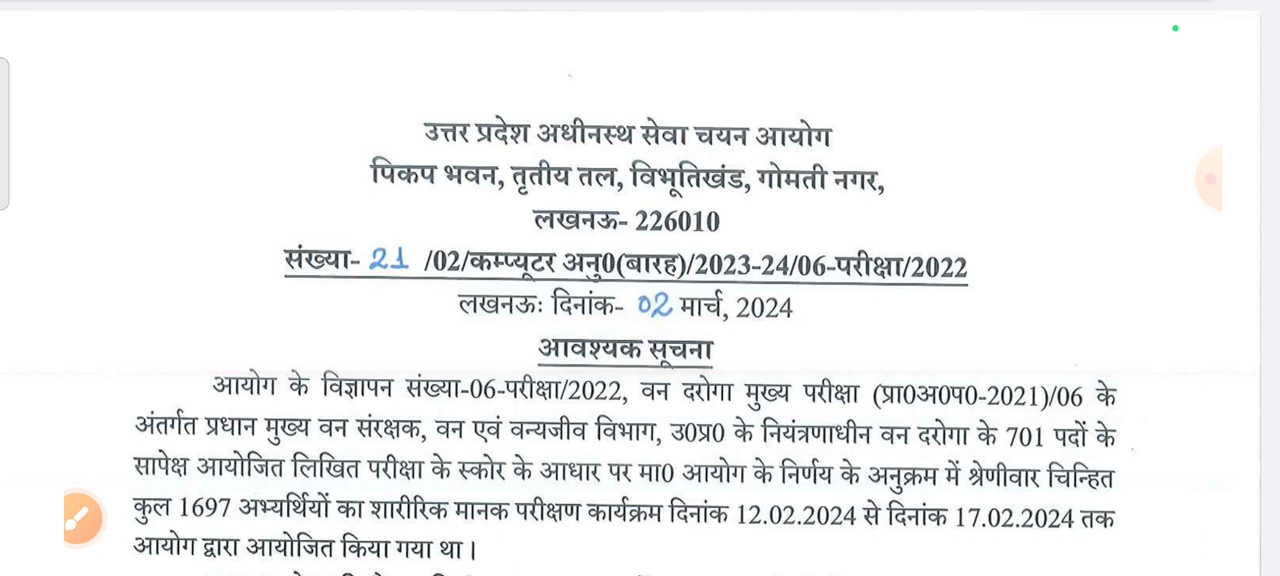 उत्तर प्रदेश अधीनस्थ सेवा चयन आयोग
पिकप भवन, तृतीय तल, विभूतिखंड, गोमती नगर,
लखनऊ- 226010
संख्या- 21 /02/कम्प्यूटर अनु0(बारह)/2023-24/06-परीक्षा/2022
लखनऊः दिनांक- 02 मार्च, 2024
आवश्यक सूचना
आयोग के विज्ञापन संख्या-06-परीक्षा/2022, वन दरोगा मुख्य परीक्षा (प्रा0अ0प0-2021)/06 के
अंतर्गत प्रधान मुख्य वन संरक्षक, वन एवं वन्यजीव विभाग, उ0प्र0 के नियंत्रणाधीन वन दरोगा के 701 पदों के
सापेक्ष आयोजित लिखित परीक्षा के स्कोर के आधार पर मा0 आयोग के निर्णय के अनुक्रम में श्रेणीवार चिन्हित
कुल 1697 अभ्यर्थियों का शारीरिक मानक परीक्षण कार्यक्रम दिनांक 12.02.2024 से दिनांक 17.02.2024 तक
आयोग द्वारा आयोजित किया गया था।